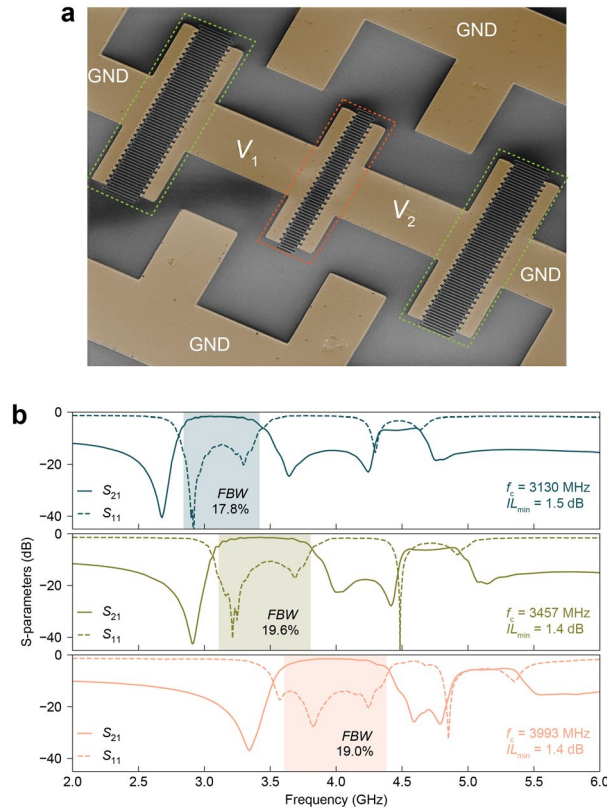 a
GND
GND
V1
V2
GND
GND
b
0
−20
−40
S21
S11
FBW
17.8%
fc = 3130 MHz
ILmin = 1.5 dB
S-parameters (dB)
0
−20
−40
S21
S11
FBW
19.6%
fc = 3457 MHz
ILmin = 1.4 dB
0
−20
−40
S21
S11
FBW
19.0%
fc = 3993 MHz
ILmin = 1.4 dB
2.0 2.5 3.0 3.5 4.0 4.5 5.0 5.5 6.0
Frequency (GHz)